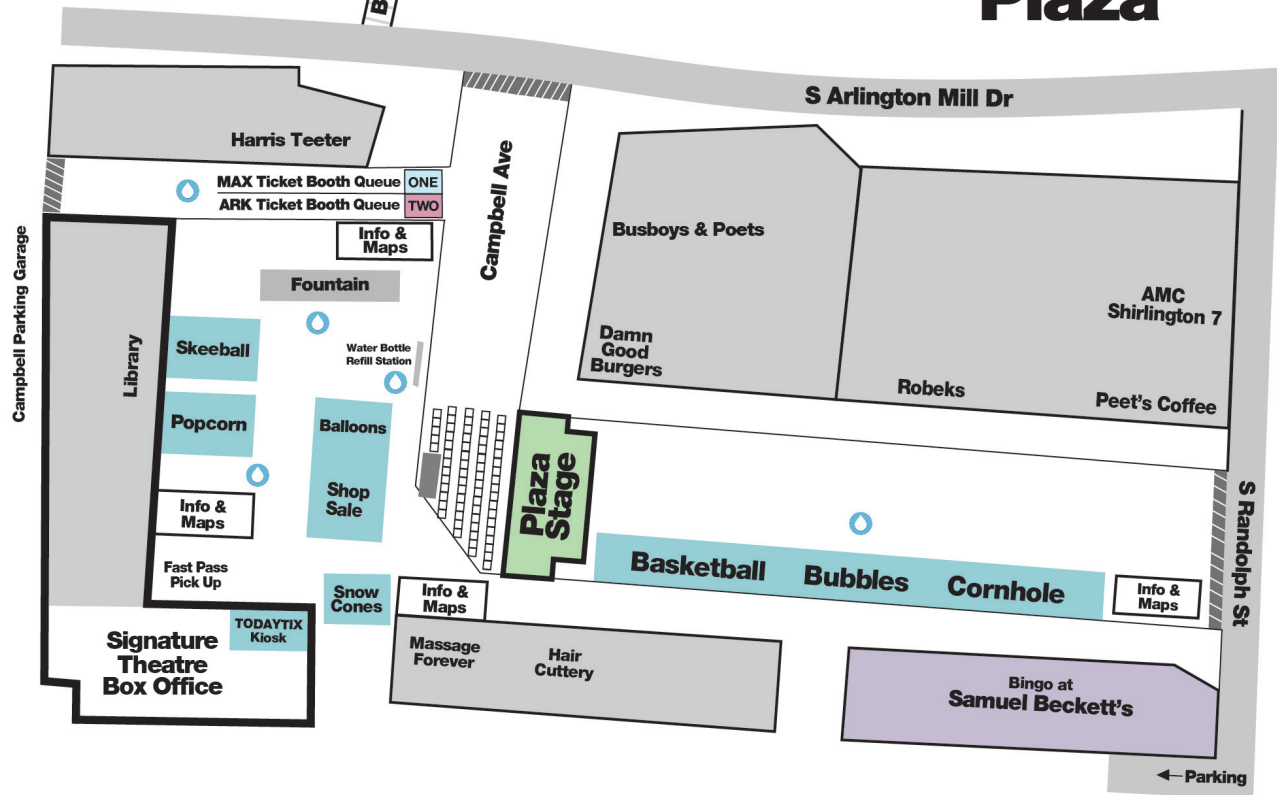 Plaza
B
S Arlington Mill Dr
Harris Teeter
MAX Ticket Booth Queue ONE
ARK Ticket Booth Queue TWO
Info &
Maps
Campbell Ave
Fountain
Water Bottle
Refill Station
Campbell Parking Garage
Library
Skeeball
Popcorn
Balloons
Shop
Sale
Info &
Maps
Fast Pass
Pick Up
Snow
Cones
TODAYTIX
Kiosk
Signature
Theatre
Box Office
Busboys & Poets
Damn
Good
Burgers
AMC
Shirlington 7
Robeks
Peet's Coffee
Plaza
Stage
Basketball Bubbles Cornhole
Info &
Maps
Info &
Maps
S Randolph St
Massage
Forever
Hair
Cuttery
Bingo at
Samuel Beckett's
Parking